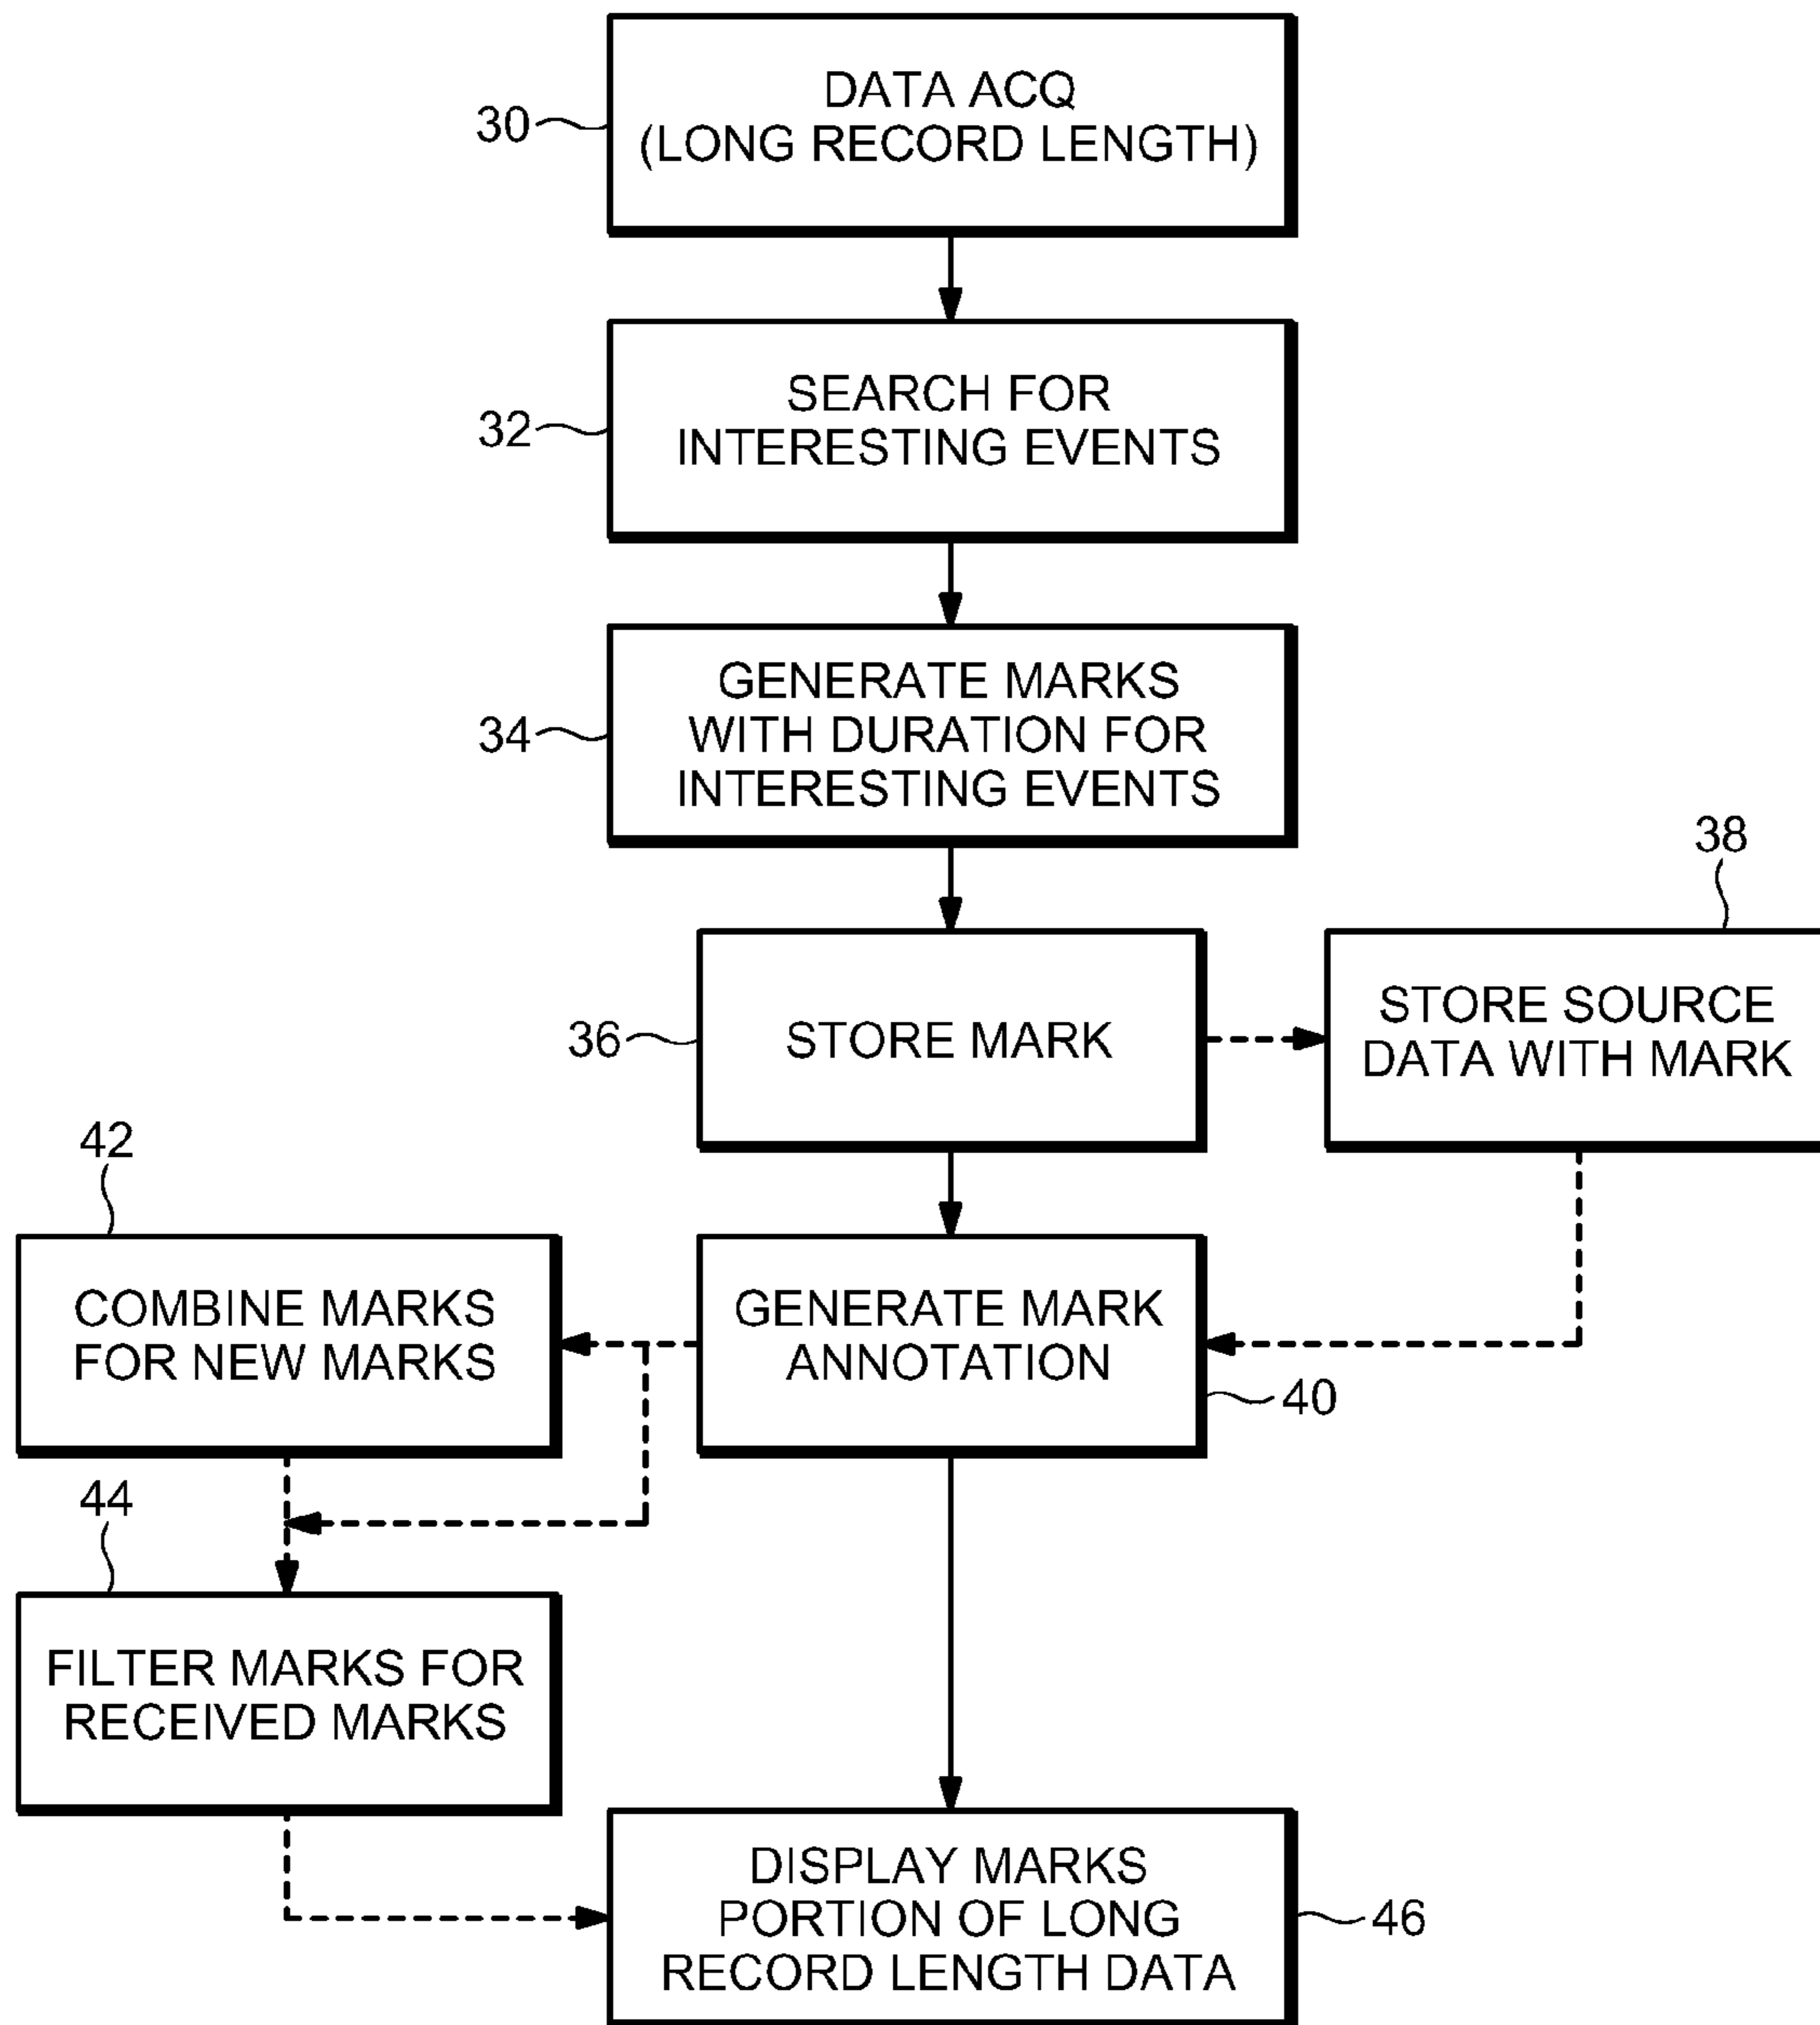 30
DATA ACQ
(LONG RECORD LENGTH)
32
SEARCH FOR
INTERESTING EVENTS
34
GENERATE MARKS
WITH DURATION FOR
INTERESTING EVENTS
36
STORE MARK
38
STORE SOURCE
DATA WITH MARK
42
COMBINE MARKS
FOR NEW MARKS
GENERATE MARK
ANNOTATION
40
44
FILTER MARKS FOR
RECEIVED MARKS
DISPLAY MARKS
PORTION OF LONG
RECORD LENGTH DATA
46